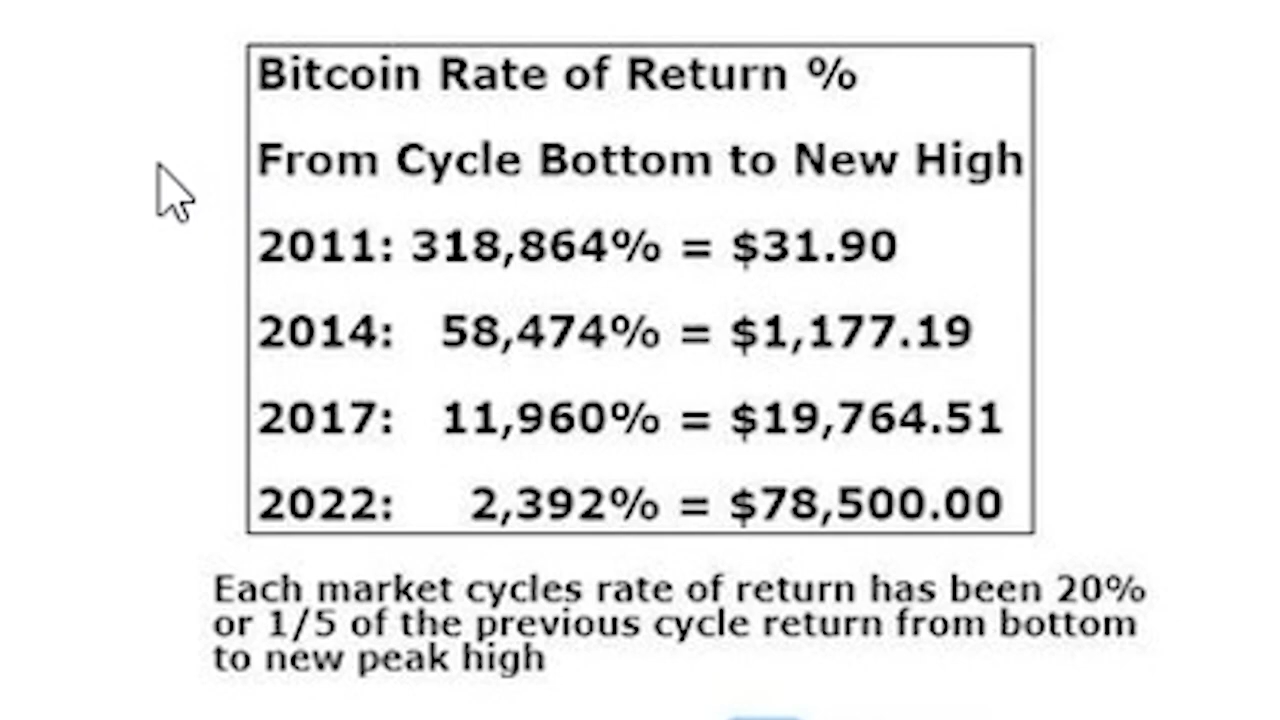 Bitcoin Rate of Return %
From Cycle Bottom to New High
2011: 318,864% = $31.90
2014: 58,474% = $1,177.19
2017: 11,960% = $19,764.51
2022: 2,392% = $78,500.00
Each market cycles rate of return has been 20%
or 1/5 of the previous cycle return from bottom
to new peak high